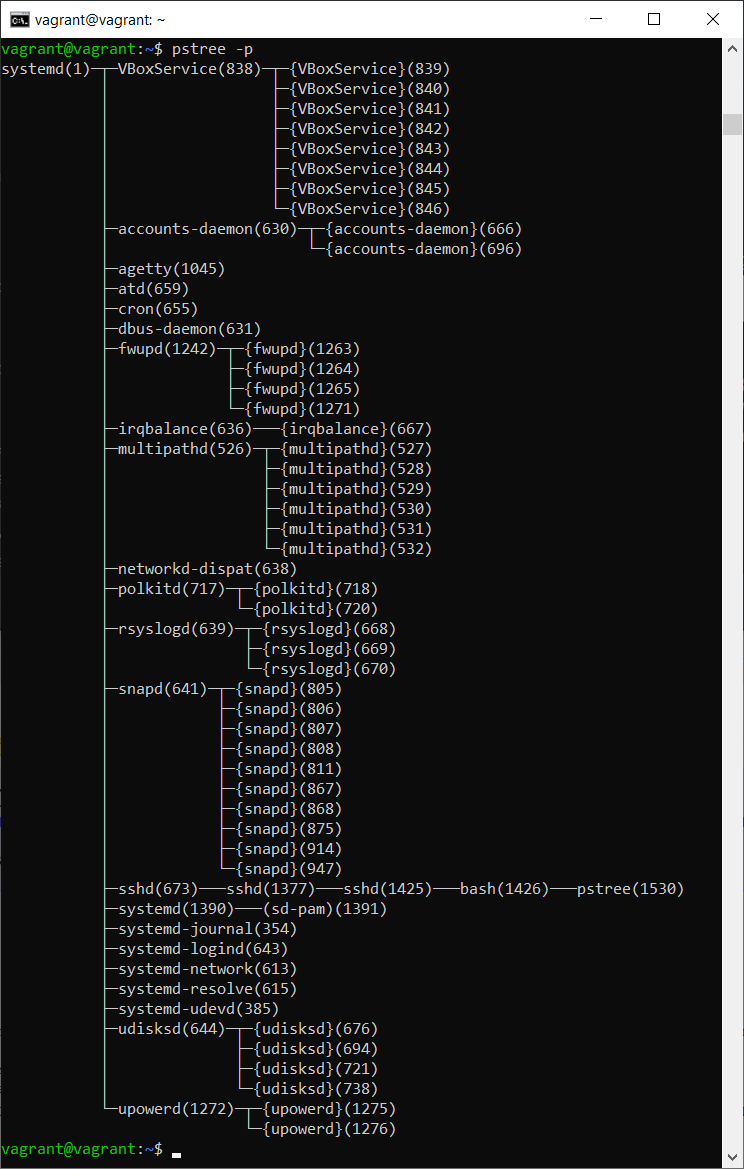 vagrant@vagrant: ~
vagrant@vagrant:~$ pstree -p
systemd(1)─┬─VBoxService(838)─┬─{VBoxService}(839)
           │                  ├─{VBoxService}(840)
           │                  ├─{VBoxService}(841)
           │                  ├─{VBoxService}(842)
           │                  ├─{VBoxService}(843)
           │                  ├─{VBoxService}(844)
           │                  ├─{VBoxService}(845)
           │                  └─{VBoxService}(846)
           ├─accounts-daemon(630)─┬─{accounts-daemon}(666)
           │                      └─{accounts-daemon}(696)
           ├─agetty(1045)
           ├─atd(659)
           ├─cron(655)
           ├─dbus-daemon(631)
           ├─fwupd(1242)─┬─{fwupd}(1263)
           │             ├─{fwupd}(1264)
           │             ├─{fwupd}(1265)
           │             └─{fwupd}(1271)
           ├─irqbalance(636)───{irqbalance}(667)
           ├─multipathd(526)─┬─{multipathd}(527)
           │                 ├─{multipathd}(528)
           │                 ├─{multipathd}(529)
           │                 ├─{multipathd}(530)
           │                 ├─{multipathd}(531)
           │                 └─{multipathd}(532)
           ├─networkd-dispat(638)
           ├─polkitd(717)─┬─{polkitd}(718)
           │              └─{polkitd}(720)
           ├─rsyslogd(639)─┬─{rsyslogd}(668)
           │               ├─{rsyslogd}(669)
           │               └─{rsyslogd}(670)
           ├─snapd(641)─┬─{snapd}(805)
           │            ├─{snapd}(806)
           │            ├─{snapd}(807)
           │            ├─{snapd}(808)
           │            ├─{snapd}(811)
           │            ├─{snapd}(867)
           │            ├─{snapd}(868)
           │            ├─{snapd}(875)
           │            ├─{snapd}(914)
           │            └─{snapd}(947)
           ├─sshd(673)───sshd(1377)───sshd(1425)───bash(1426)───pstree(1530)
           ├─systemd(1390)───(sd-pam)(1391)
           ├─systemd-journal(354)
           ├─systemd-logind(643)
           ├─systemd-network(613)
           ├─systemd-resolve(615)
           ├─systemd-udevd(385)
           ├─udisksd(644)─┬─{udisksd}(676)
           │              ├─{udisksd}(694)
           │              ├─{udisksd}(721)
           │              └─{udisksd}(738)
           └─upowerd(1272)─┬─{upowerd}(1275)
                           └─{upowerd}(1276)
vagrant@vagrant:~$